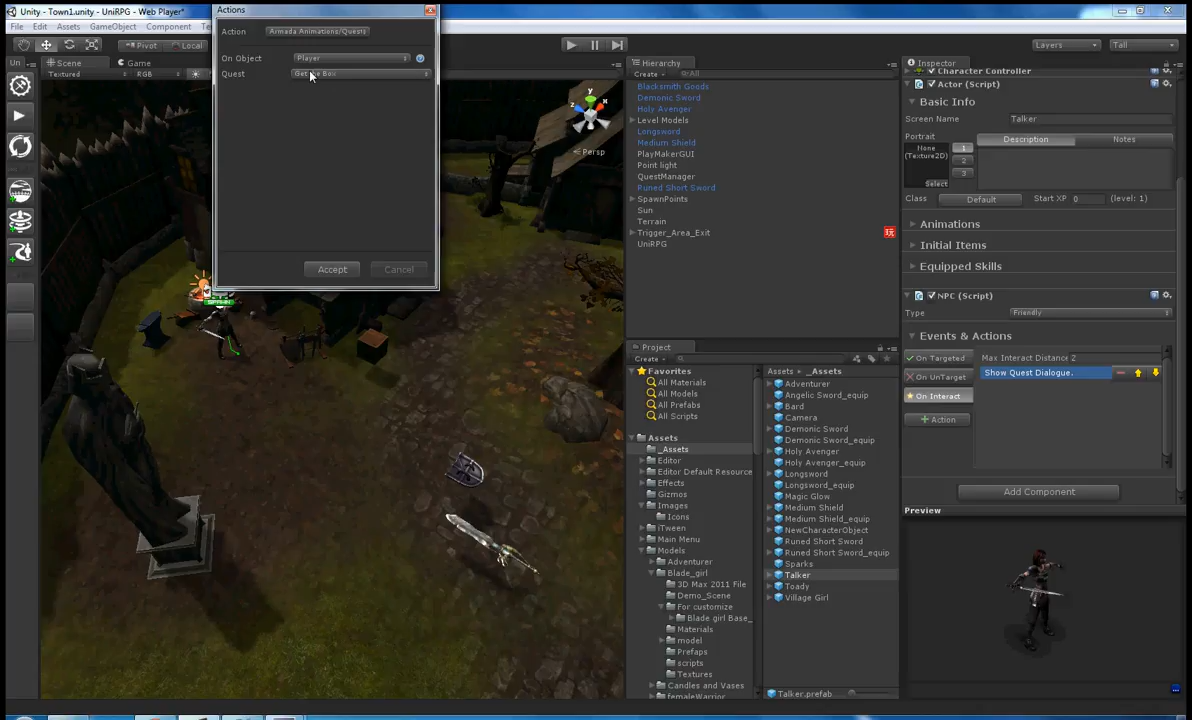 Unity - Town1.unity - UniRPG - Web Player*
Actions
File Edit Assets GameObject Component
Action Armada Animations/Quest
Pivot Local
Layers Tall
On Object Player
Un Scene Game
Textured RGB
Quest
Persp
SPAWN
Accept Cancel
Hierarchy
Create All
Blacksmith Goods
Demonic Sword
Holy Avenger
Level Models
Longsword
Medium Shield
PlayMakerGUI
Point light
QuestManager
Runed Short Sword
SpawnPoints
Sun
Terrain
Trigger_Area_Exit
UniRPG
Project
Create
Favorites
All Materials
All Models
All Prefabs
All Scripts
Assets
_Assets
Editor
Editor Default Resource
Effects
Gizmos
Images
Icons
iTween
Main Menu
Models
Adventurer
Blade_girl
3D Max 2011 File
Demo_Scene
For customize
Blade girl Base_
Materials
model
Prefaps
scripts
Textures
Candles and Vases
femaleWarrior
Assets _Assets
Adventurer
Angelic Sword_equip
Bard
Camera
Demonic Sword
Demonic Sword_equip
Holy Avenger
Holy Avenger_equip
Longsword
Longsword_equip
Magic Glow
Medium Shield
Medium Shield_equip
NewCharacterObject
Runed Short Sword
Runed Short Sword_equip
Sparks
Talker
Toady
Village Girl
Talker.prefab
Inspector
Character Controller
Actor (Script)
Basic Info
Screen Name Talker
Portrait
None
(Texture2D)
Select
1
2
3
Description Notes
Class Default Start XP 0 (level: 1)
Animations
Initial Items
Equipped Skills
NPC (Script)
Type Friendly
Events & Actions
On Targeted Max Interact Distance 2
On UnTarget Show Quest Dialogue.
On Interact
+ Action
Add Component
Preview